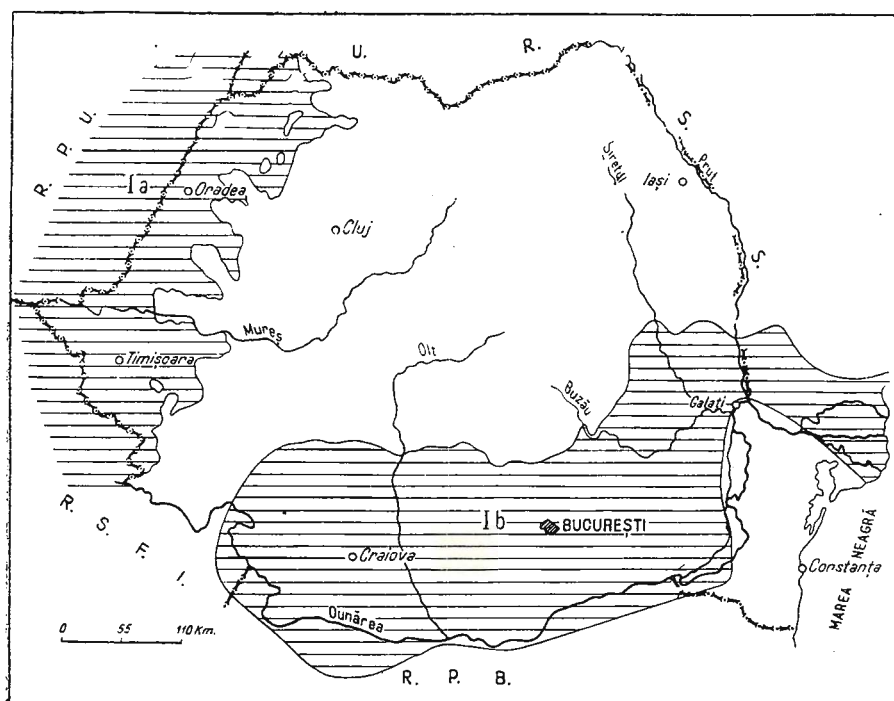 U. R. S. S.
R. P. U.
Ia
Oradea
Cluj
Siretul
Iași
Prut
Mureș
Timișoara
Olt
Buzău
Galați
R. S. F. I.
Ib
BUCUREȘTI
Craiova
Constanța
MAREA NEAGRĂ
Dunărea
0 55 110 Km.
R. P. B.